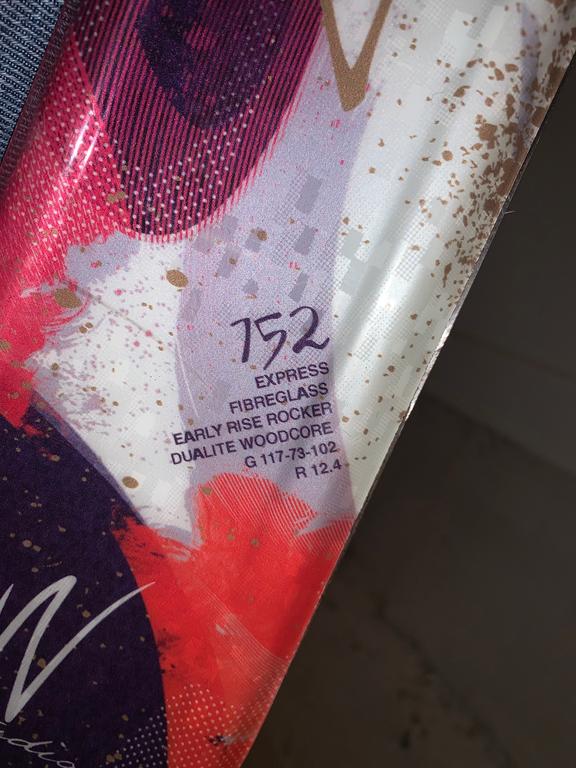 152
EXPRESS
FIBREGLASS
EARLY RISE ROCKER
DUALITE WOODCORE
G 117-73-102
R 12.4